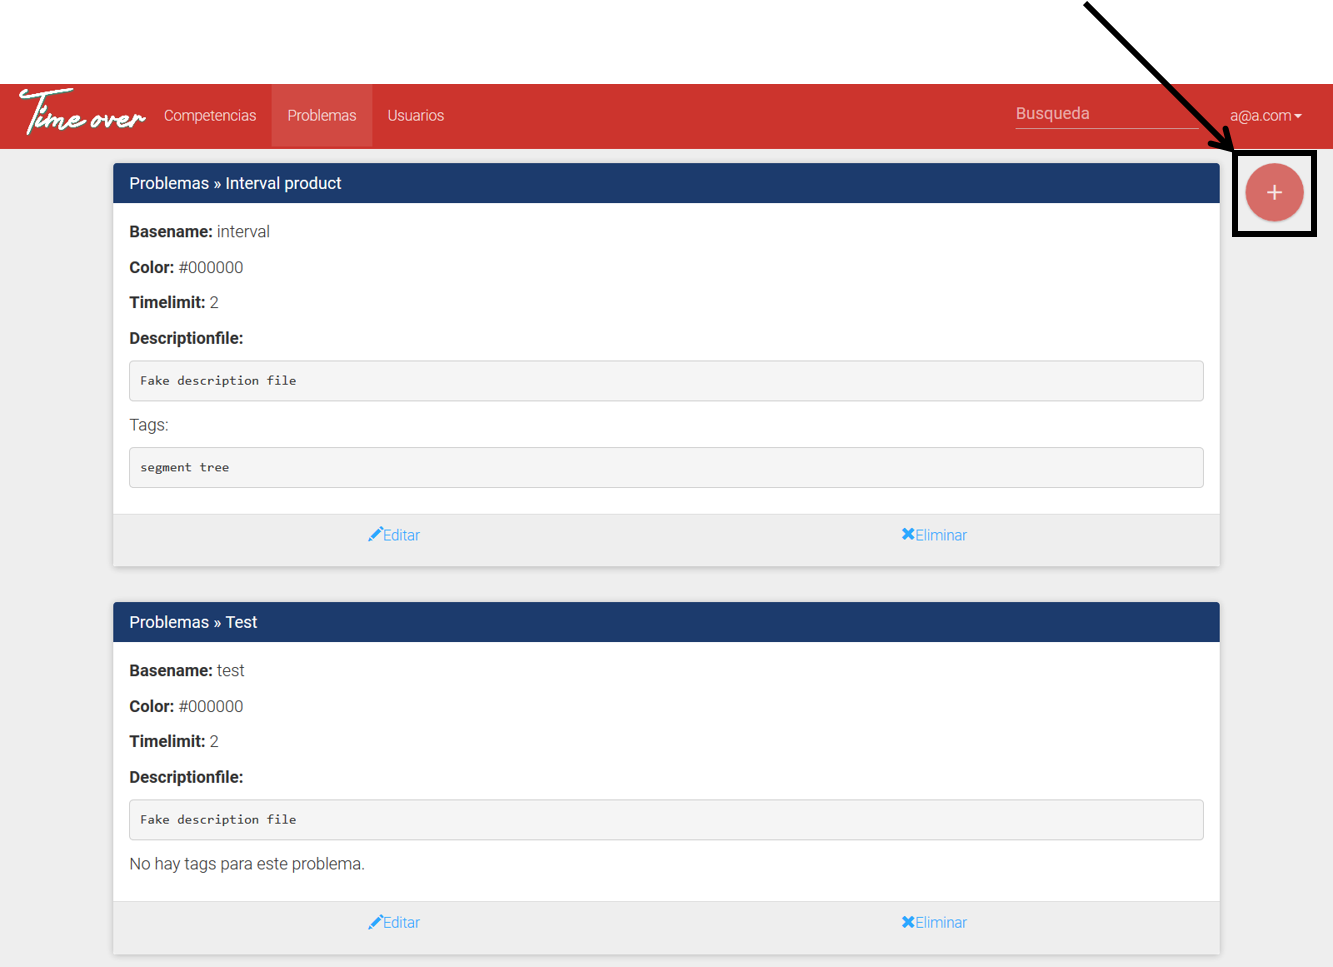 Time over Competencias Problemas Usuarios Busqueda a@a.com
+
Problemas » Interval product
Basename: interval
Color: #000000
Timelimit: 2
Descriptionfile:
Fake description file
Tags:
segment tree
Editar Eliminar
Problemas » Test
Basename: test
Color: #000000
Timelimit: 2
Descriptionfile:
Fake description file
No hay tags para este problema.
Editar Eliminar